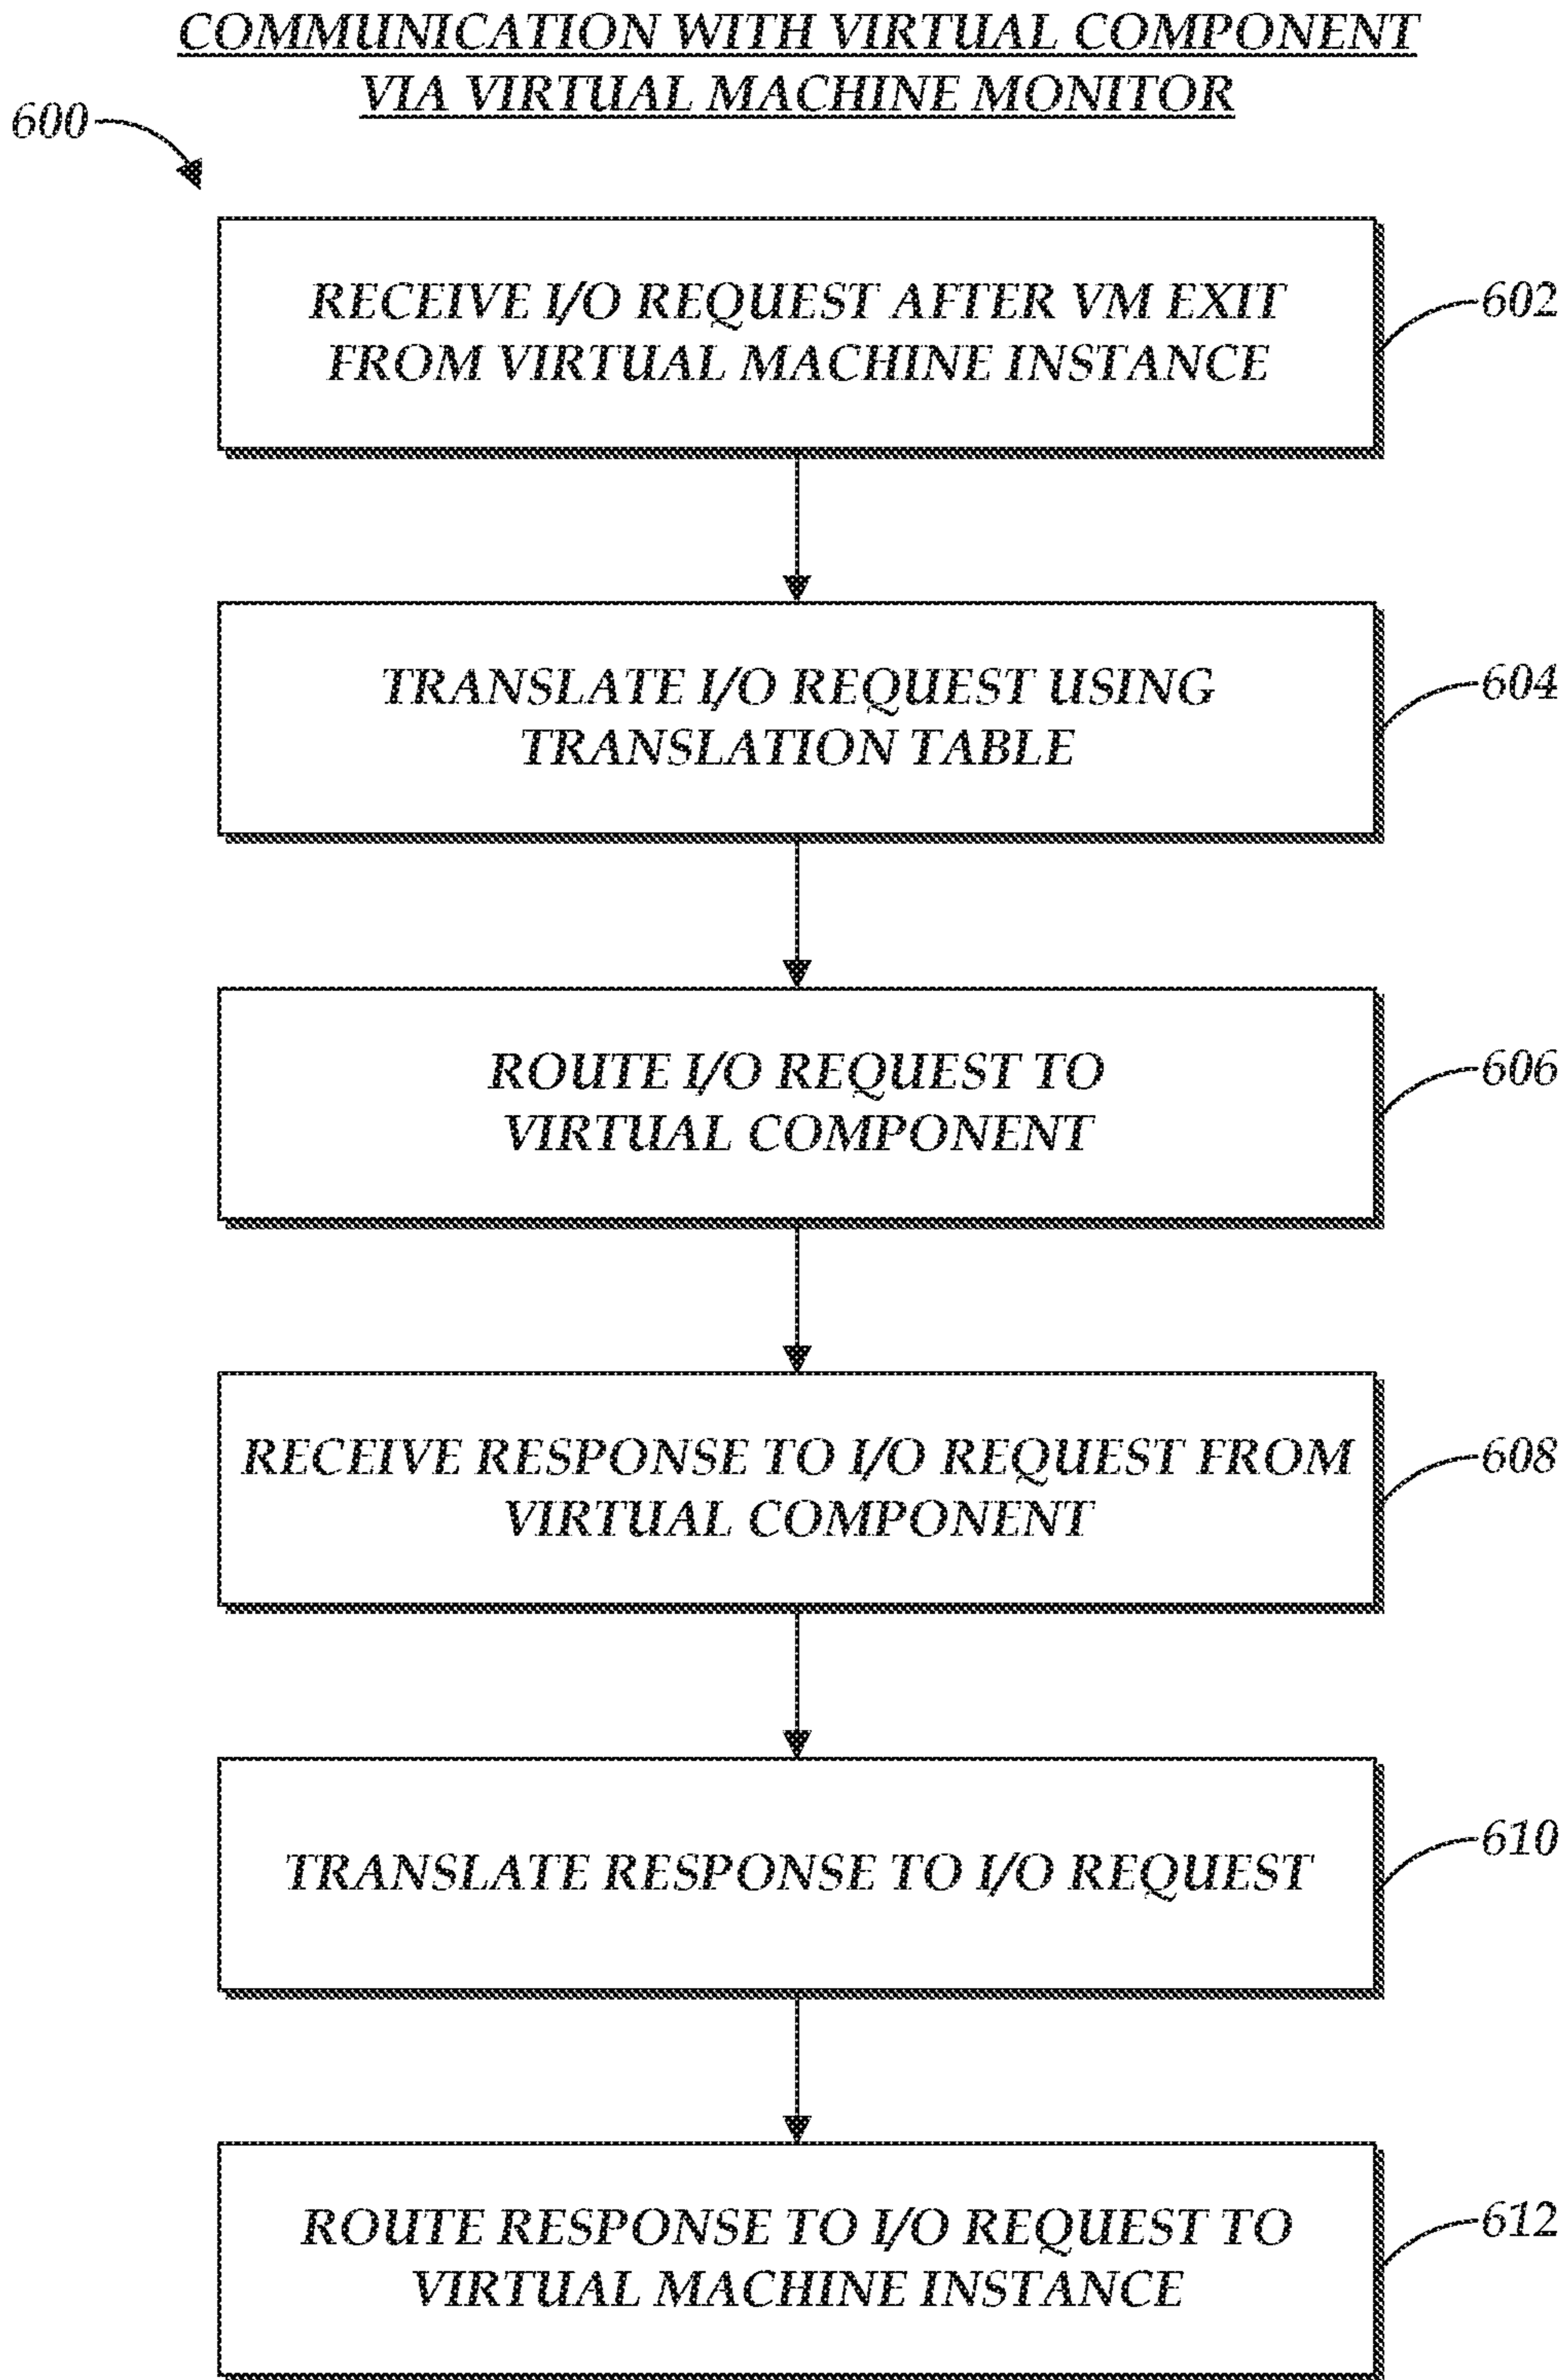 COMMUNICATION WITH VIRTUAL COMPONENT
VIA VIRTUAL MACHINE MONITOR
600
RECEIVE I/O REQUEST AFTER VM EXIT
FROM VIRTUAL MACHINE INSTANCE
602
TRANSLATE I/O REQUEST USING
TRANSLATION TABLE
604
ROUTE I/O REQUEST TO
VIRTUAL COMPONENT
606
RECEIVE RESPONSE TO I/O REQUEST FROM
VIRTUAL COMPONENT
608
TRANSLATE RESPONSE TO I/O REQUEST
610
ROUTE RESPONSE TO I/O REQUEST TO
VIRTUAL MACHINE INSTANCE
612